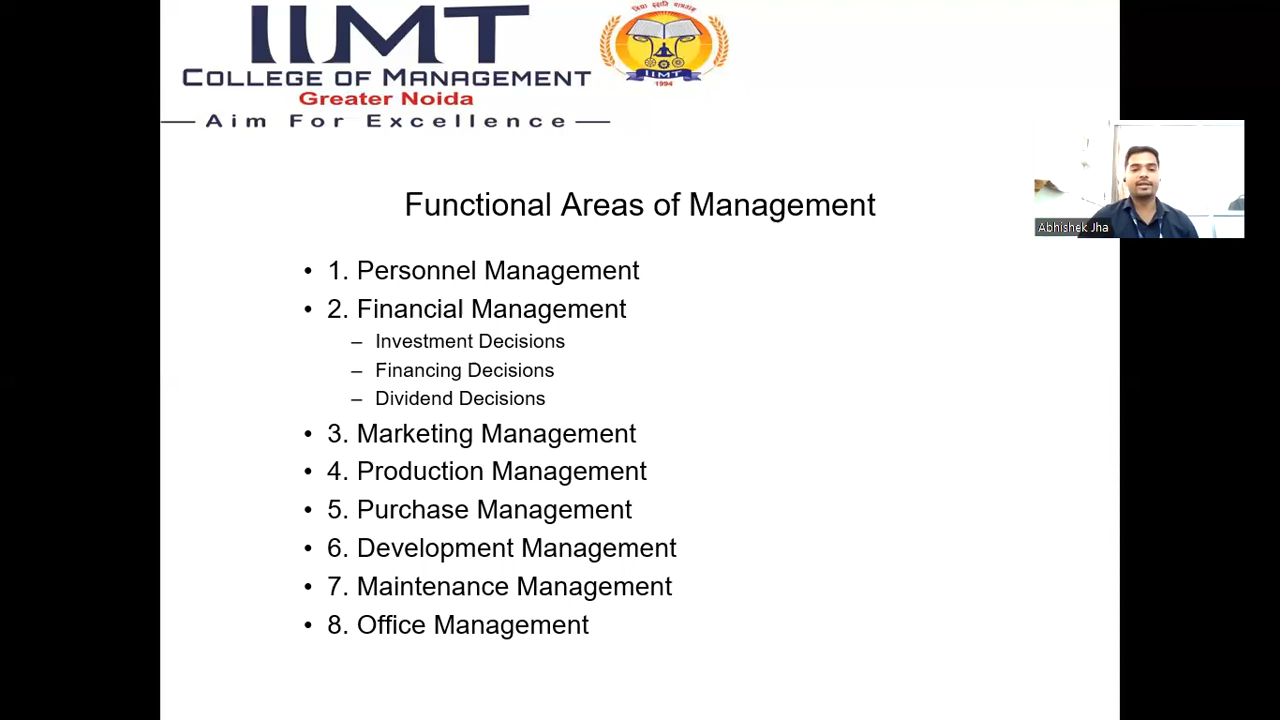 IIMT
COLLEGE OF MANAGEMENT
Greater Noida
— Aim For Excellence —
IIMT
1994
Abhishek Jha
Functional Areas of Management
• 1. Personnel Management
• 2. Financial Management
– Investment Decisions
– Financing Decisions
– Dividend Decisions
• 3. Marketing Management
• 4. Production Management
• 5. Purchase Management
• 6. Development Management
• 7. Maintenance Management
• 8. Office Management